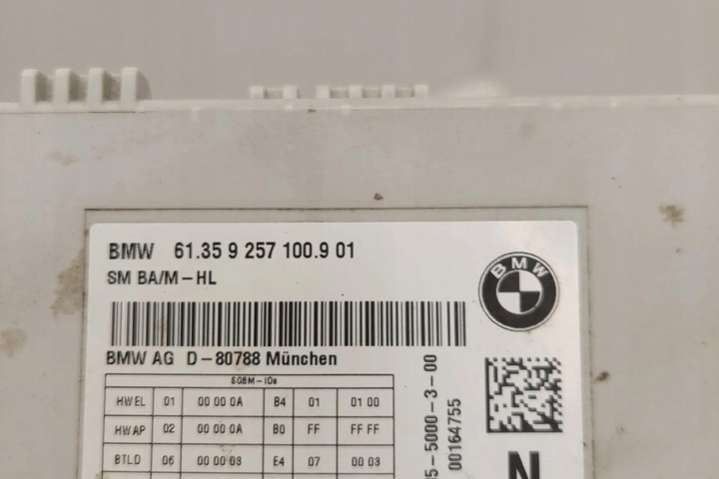 BMW 61.35 9 257 100.9 01
SM BA/M-HL
BMW
BMW AG D-80788 München
SGBM-IDs
HWEL 01 00 00 0A B4 01 01 00
HWAP 02 00 00 0A B0 FF FF FF
BTLD 06 00 00 03 E4 07 00 03
5-5000-3-00
00164755
N